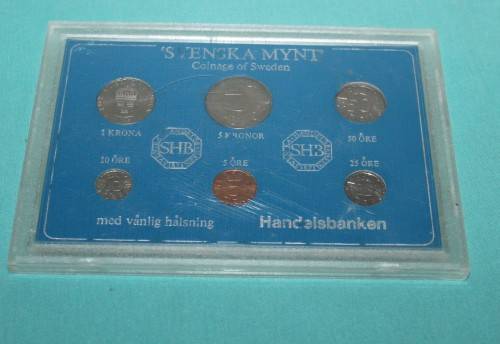 'SVENSKA MYNT'
Coinage of Sweden
1 KRONA
5 KRONOR
50 ÖRE
SHB
SHB
10 ÖRE
5 ÖRE
25 ÖRE
med vänlig hälsning
Handelsbanken